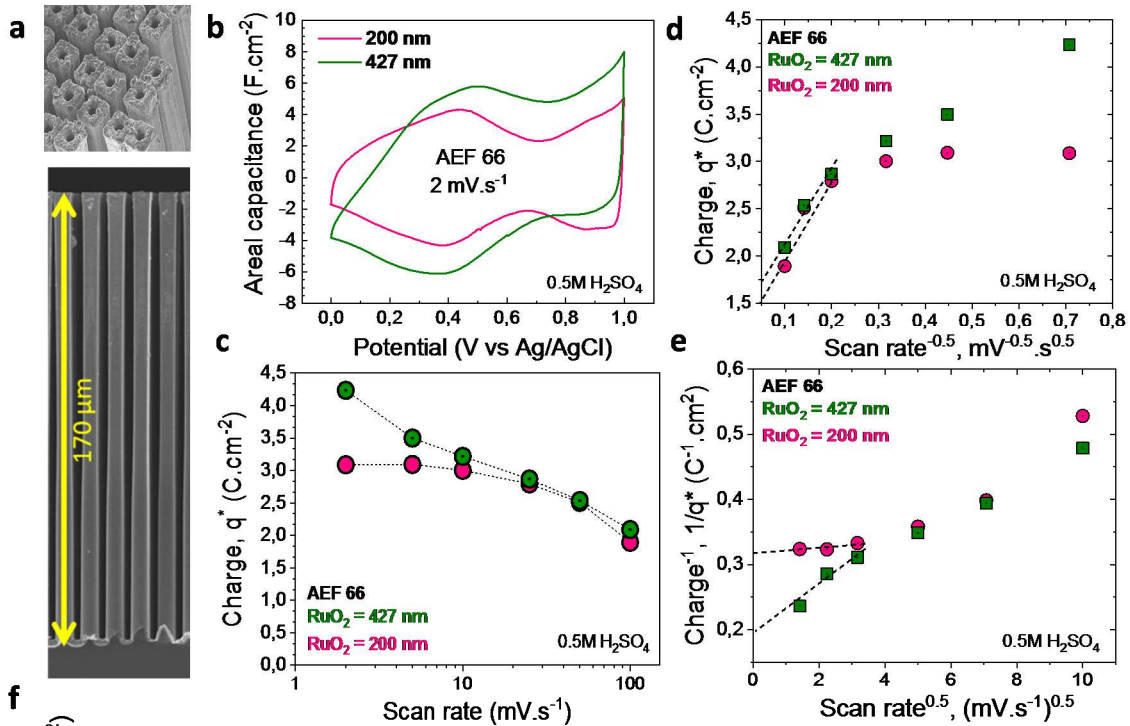 a
170 µm
b
200 nm
427 nm
AEF 66
2 mV.s⁻¹
0.5M H₂SO₄
Areal capacitance (F.cm⁻²)
8
6
4
2
0
-2
-4
-6
-8
0,0 0,2 0,4 0,6 0,8 1,0
Potential (V vs Ag/AgCl)
c
Charge, q* (C.cm⁻²)
4,5
4,0
3,5
3,0
2,5
2,0
1,5
1,0
0,5
0,0
AEF 66
RuO₂ = 427 nm
RuO₂ = 200 nm
0.5M H₂SO₄
1 10 100
Scan rate (mV.s⁻¹)
d
AEF 66
RuO₂ = 427 nm
RuO₂ = 200 nm
Charge, q* (C.cm⁻²)
4,5
4,0
3,5
3,0
2,5
2,0
1,5
0.5M H₂SO₄
0,1 0,2 0,3 0,4 0,5 0,6 0,7 0,8
Scan rate⁻⁰·⁵, mV⁻⁰·⁵.s⁰·⁵
e
AEF 66
RuO₂ = 427 nm
RuO₂ = 200 nm
Charge⁻¹, 1/q* (C⁻¹.cm²)
0,6
0,5
0,4
0,3
0,2
0.5M H₂SO₄
0 2 4 6 8 10
Scan rate⁰·⁵, (mV.s⁻¹)⁰·⁵
f